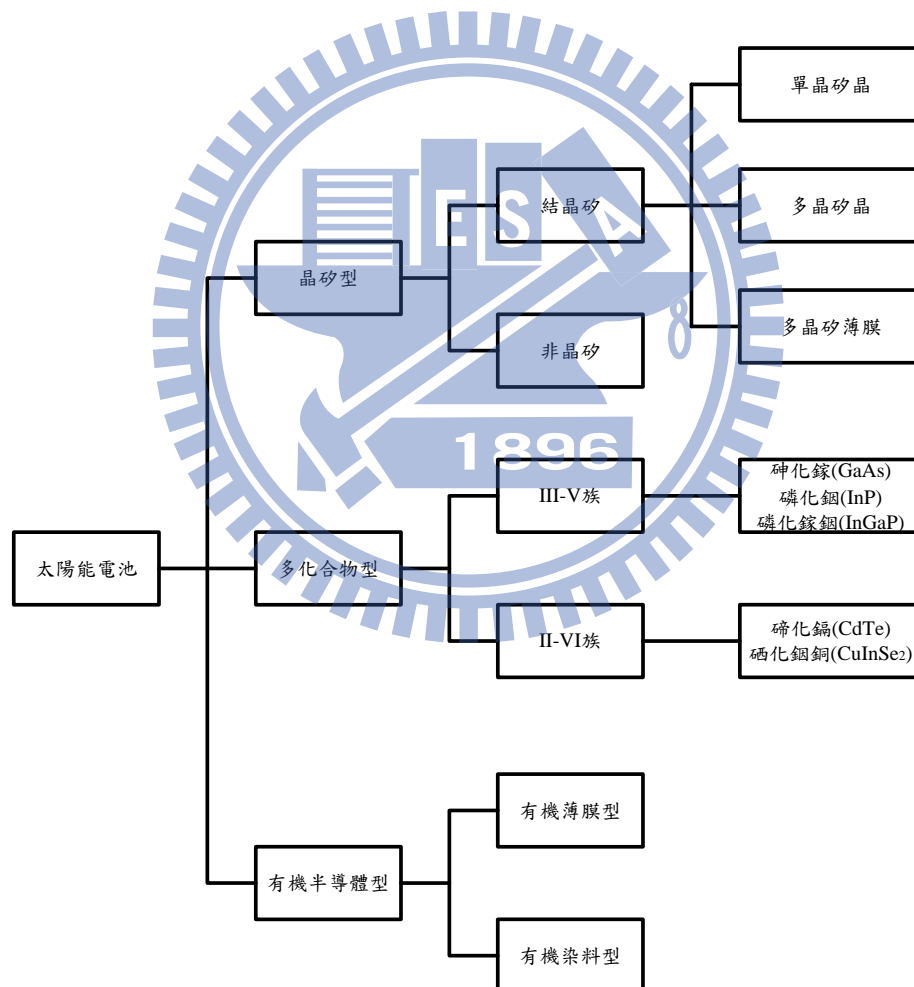 單晶矽晶
結晶矽
多晶矽晶
晶矽型
多晶矽薄膜
非晶矽
ESA
1896
III-V族
砷化鎵(GaAs)
磷化銦(InP)
磷化鎵銦(InGaP)
太陽能電池
多化合物型
II-VI族
碲化鎘(CdTe)
硒化銦銅(CuInSe2)
有機薄膜型
有機半導體型
有機染料型